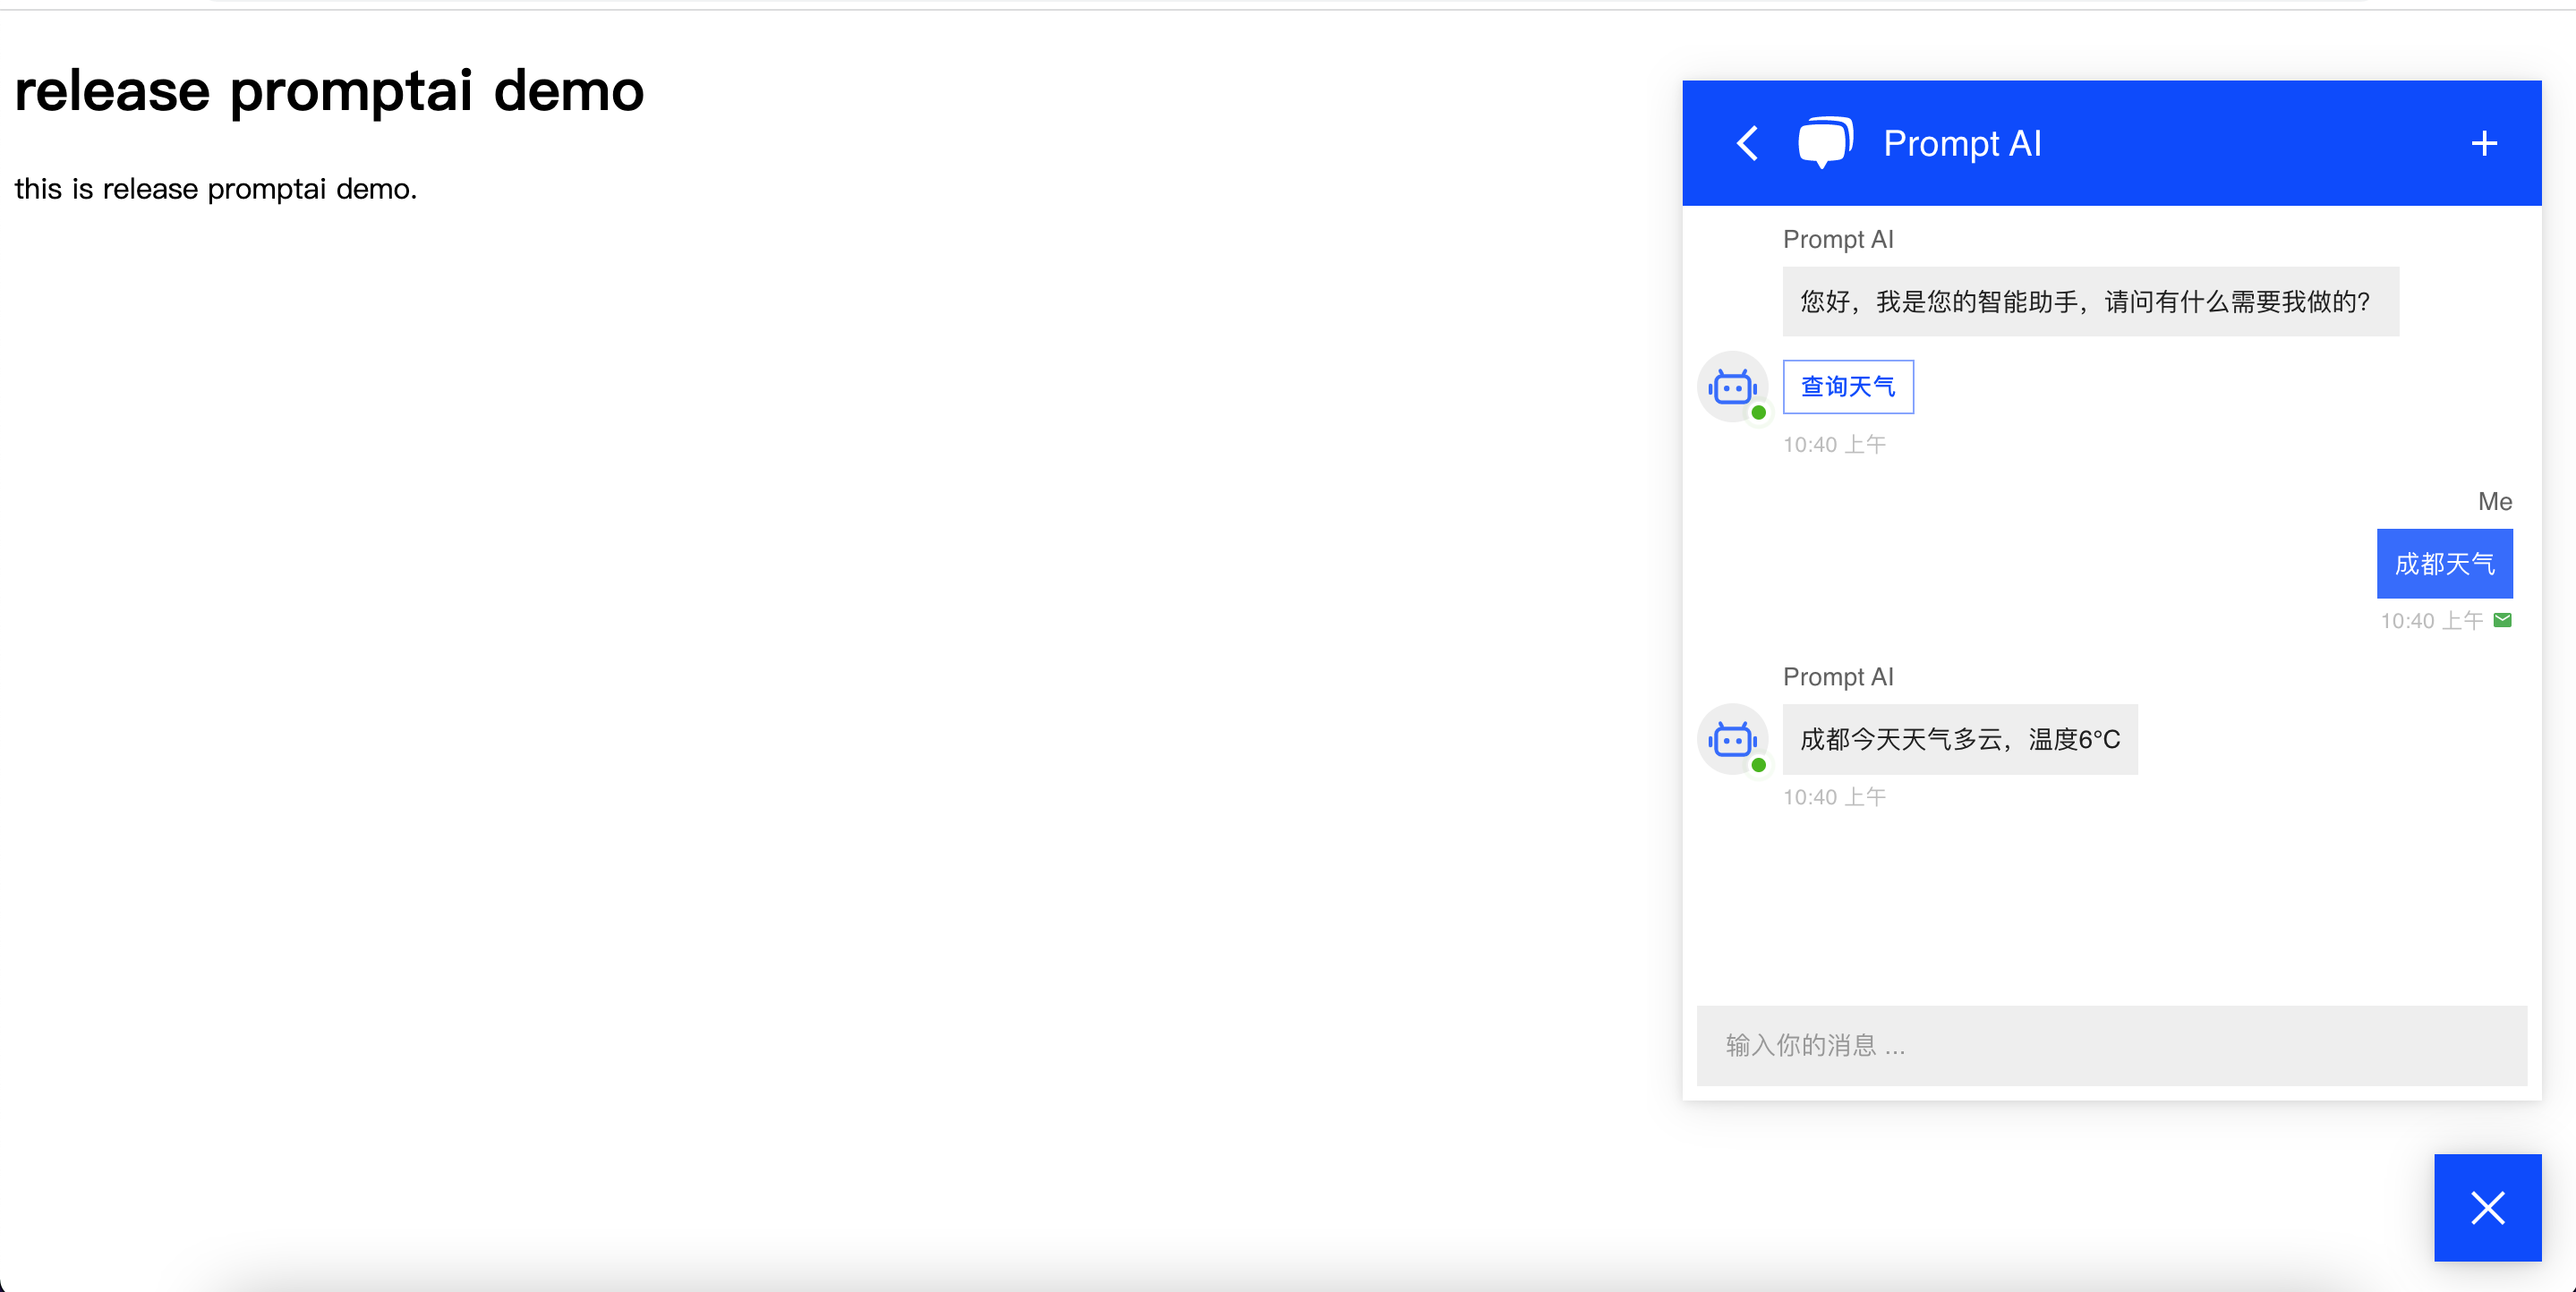 release promptai demo
this is release promptai demo.
Prompt AI
Prompt AI
您好，我是您的智能助手，请问有什么需要我做的?
查询天气
10:40 上午
Me
成都天气
10:40 上午
Prompt AI
成都今天天气多云，温度6°C
10:40 上午
输入你的消息 ...